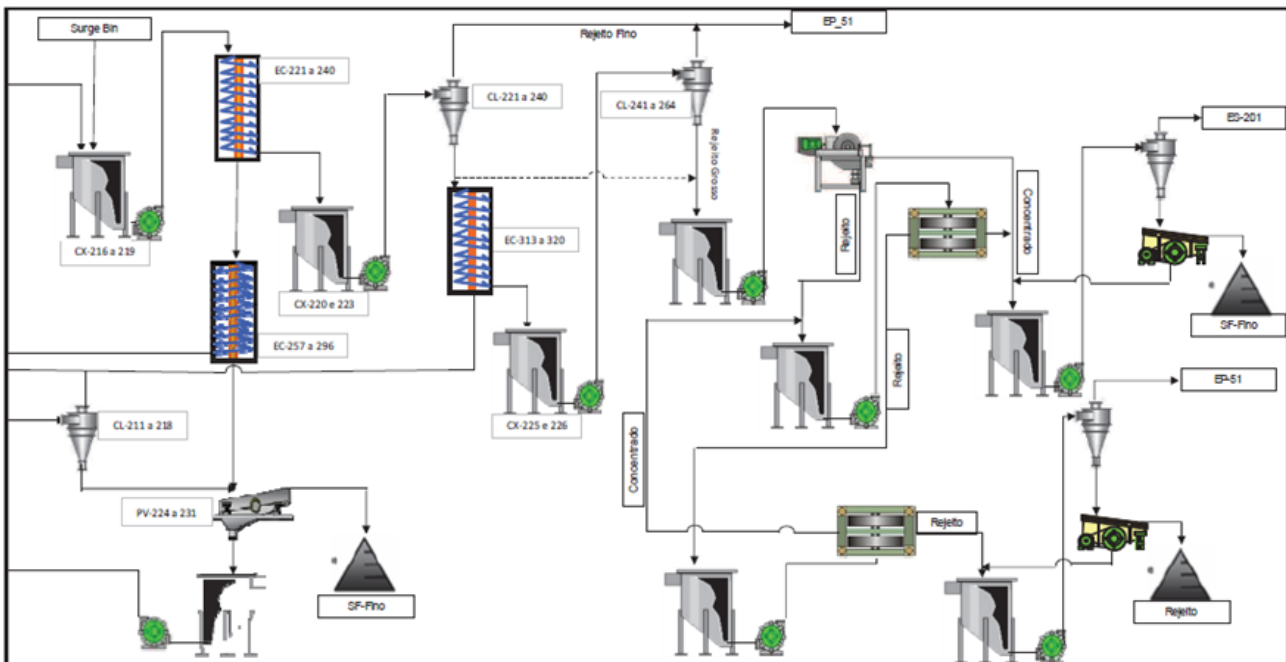 Surge Bin
EP_51
Rejeito Fino
EC-221 a 240
CL-221 a 240
CL-241 a 264
ES-201
Rejeito Grosso
Concentrado
Rejeito
EC-313 a 320
CX-216 a 219
CX-220 e 223
SF-Fino
EC-257 a 296
Rejeito
EP-51
CX-225 e 226
CL-211 a 218
Concentrado
PV-224 a 231
Rejeito
SF-Fino
Rejeito